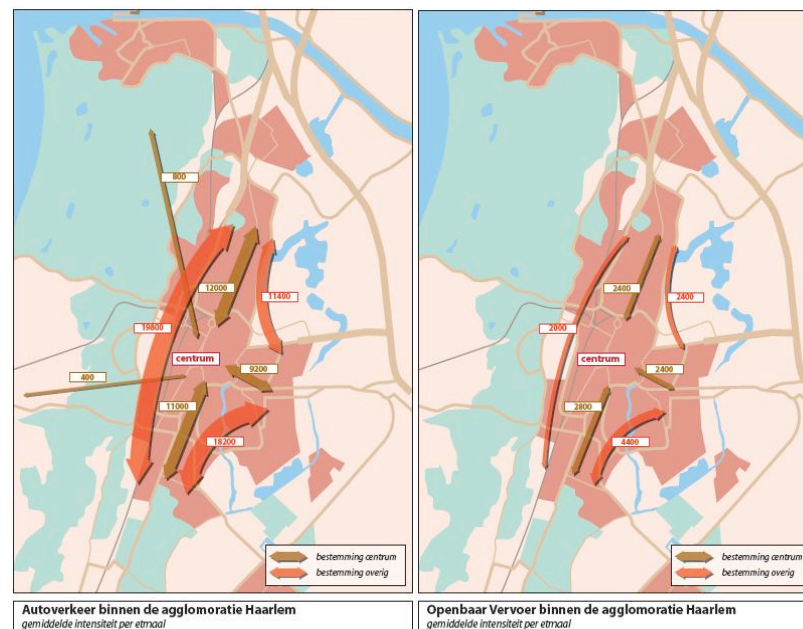 800
12000
19800
11400
centrum
9200
400
11000
18200
bestemming centrum
bestemming overig
Autoverkeer binnen de agglomoratie Haarlem
gemiddelde intensiteit per etmaal
2400
2400
2000
centrum
2400
2800
4400
bestemming centrum
bestemming overig
Openbaar Vervoer binnen de agglomoratie Haarlem
gemiddelde intensiteit per etmaal